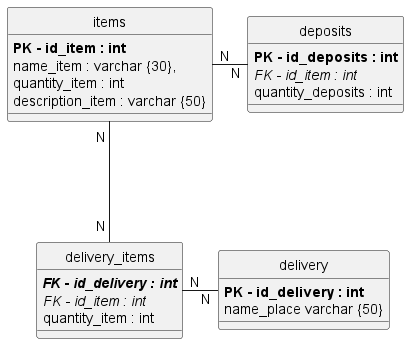 items
PK - id_item : int
name_item : varchar {30},
quantity_item : int
description_item : varchar {50}
deposits
PK - id_deposits : int
FK - id_item : int
quantity_deposits : int
N
N
N
N
delivery_items
FK - id_delivery : int
FK - id_item : int
quantity_item : int
N
N
delivery
PK - id_delivery : int
name_place varchar {50}